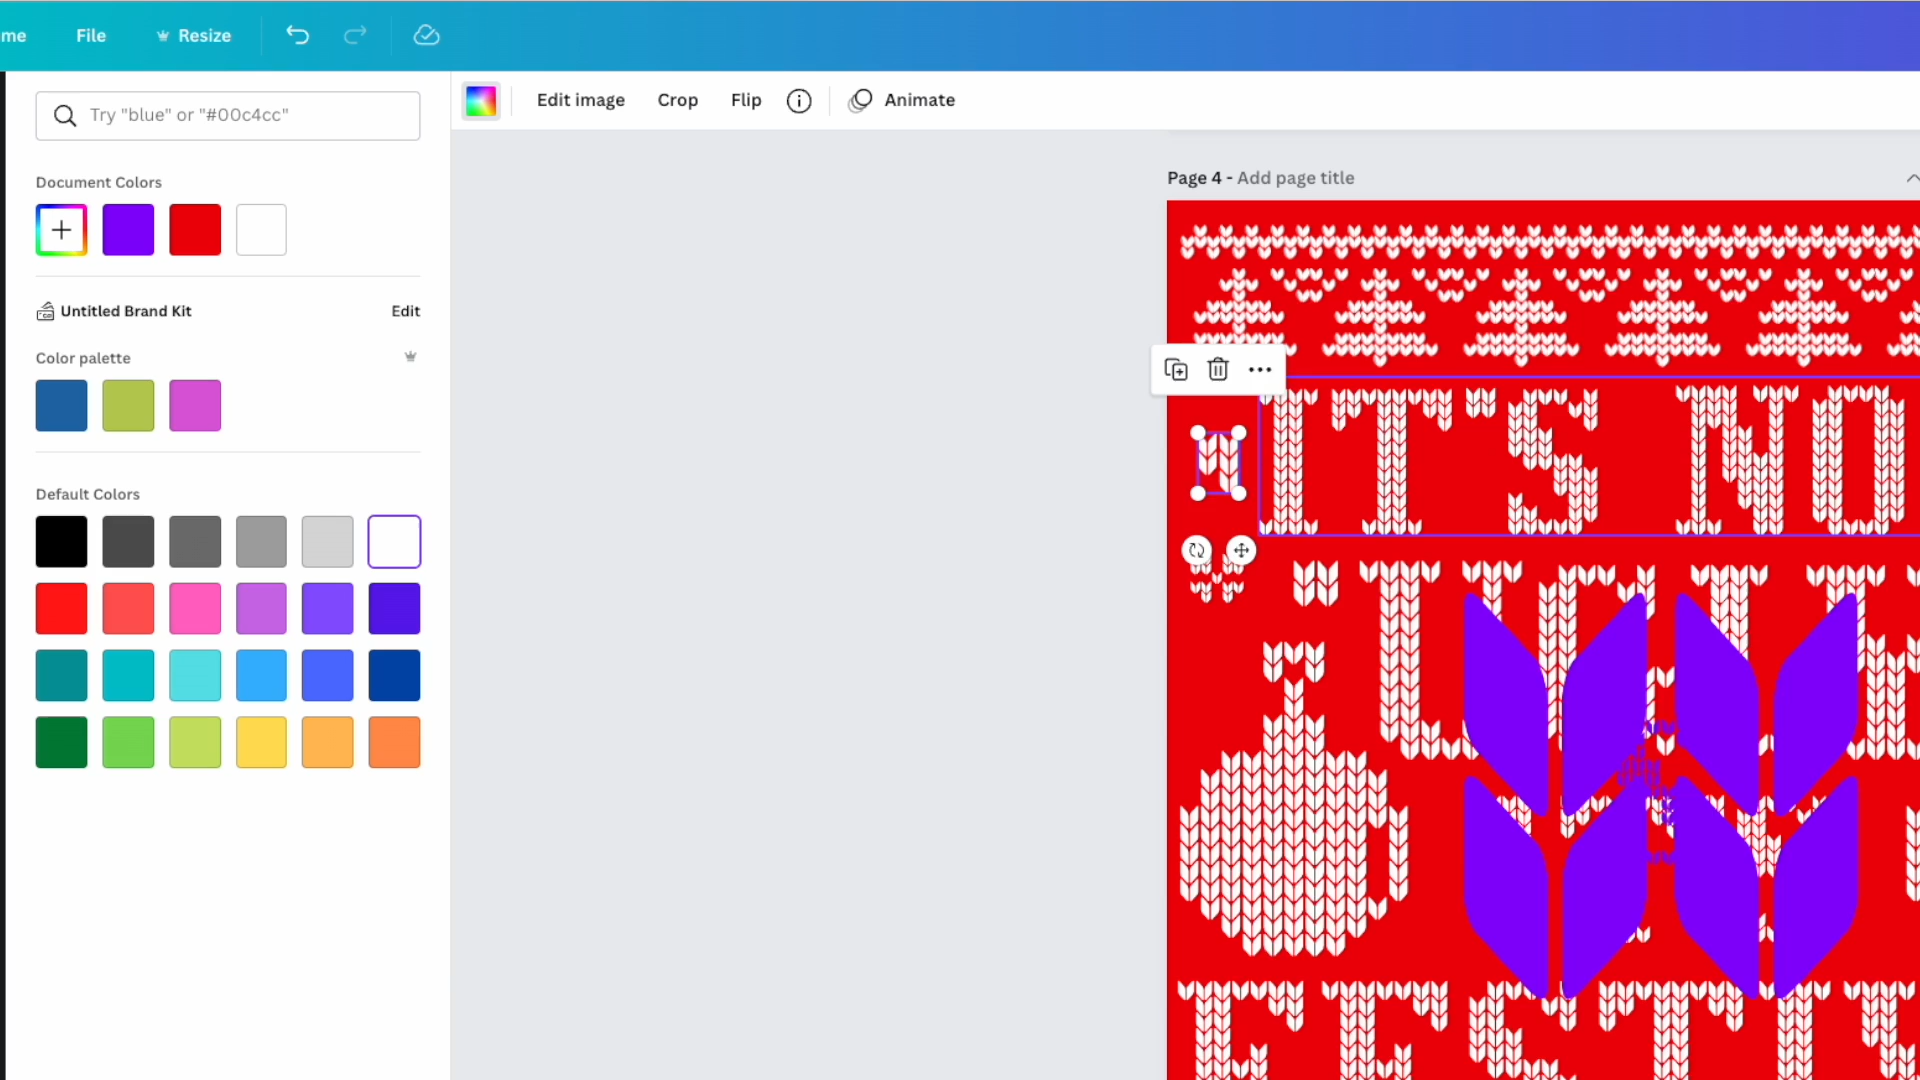 me File Resize
Try "blue" or "#00c4cc"
Edit image Crop Flip Animate
Document Colors
Page 4 - Add page title
Untitled Brand Kit Edit
Color palette
Default Colors
"IT'S NO